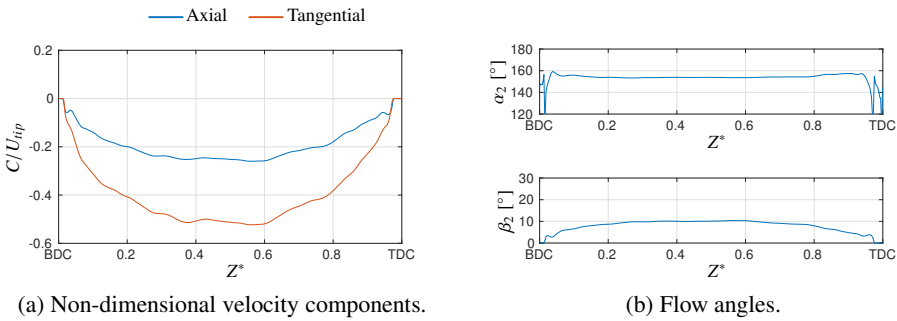 Axial Tangential
0.2
0
-0.2
-0.4
-0.6
C/U_tip
BDC 0.2 0.4 0.6 0.8 TDC
Z*
(a) Non-dimensional velocity components.
180
160
140
120
α₂ [°]
BDC 0.2 0.4 0.6 0.8 TDC
Z*
30
20
10
0
β₂ [°]
BDC 0.2 0.4 0.6 0.8 TDC
Z*
(b) Flow angles.